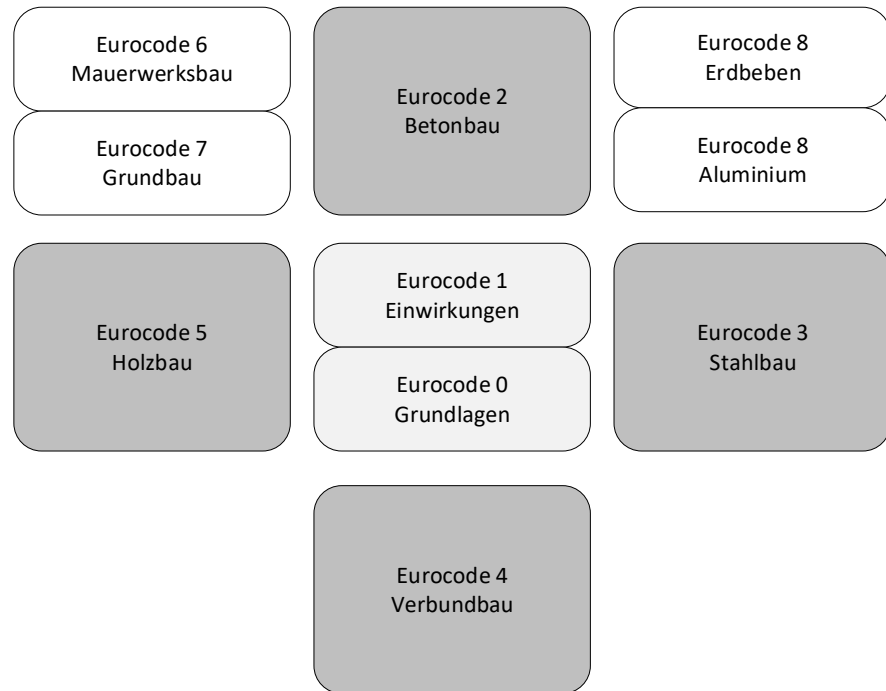 Eurocode 6
Mauerwerksbau
Eurocode 7
Grundbau
Eurocode 2
Betonbau
Eurocode 8
Erdbeben
Eurocode 8
Aluminium
Eurocode 5
Holzbau
Eurocode 1
Einwirkungen
Eurocode 0
Grundlagen
Eurocode 3
Stahlbau
Eurocode 4
Verbundbau